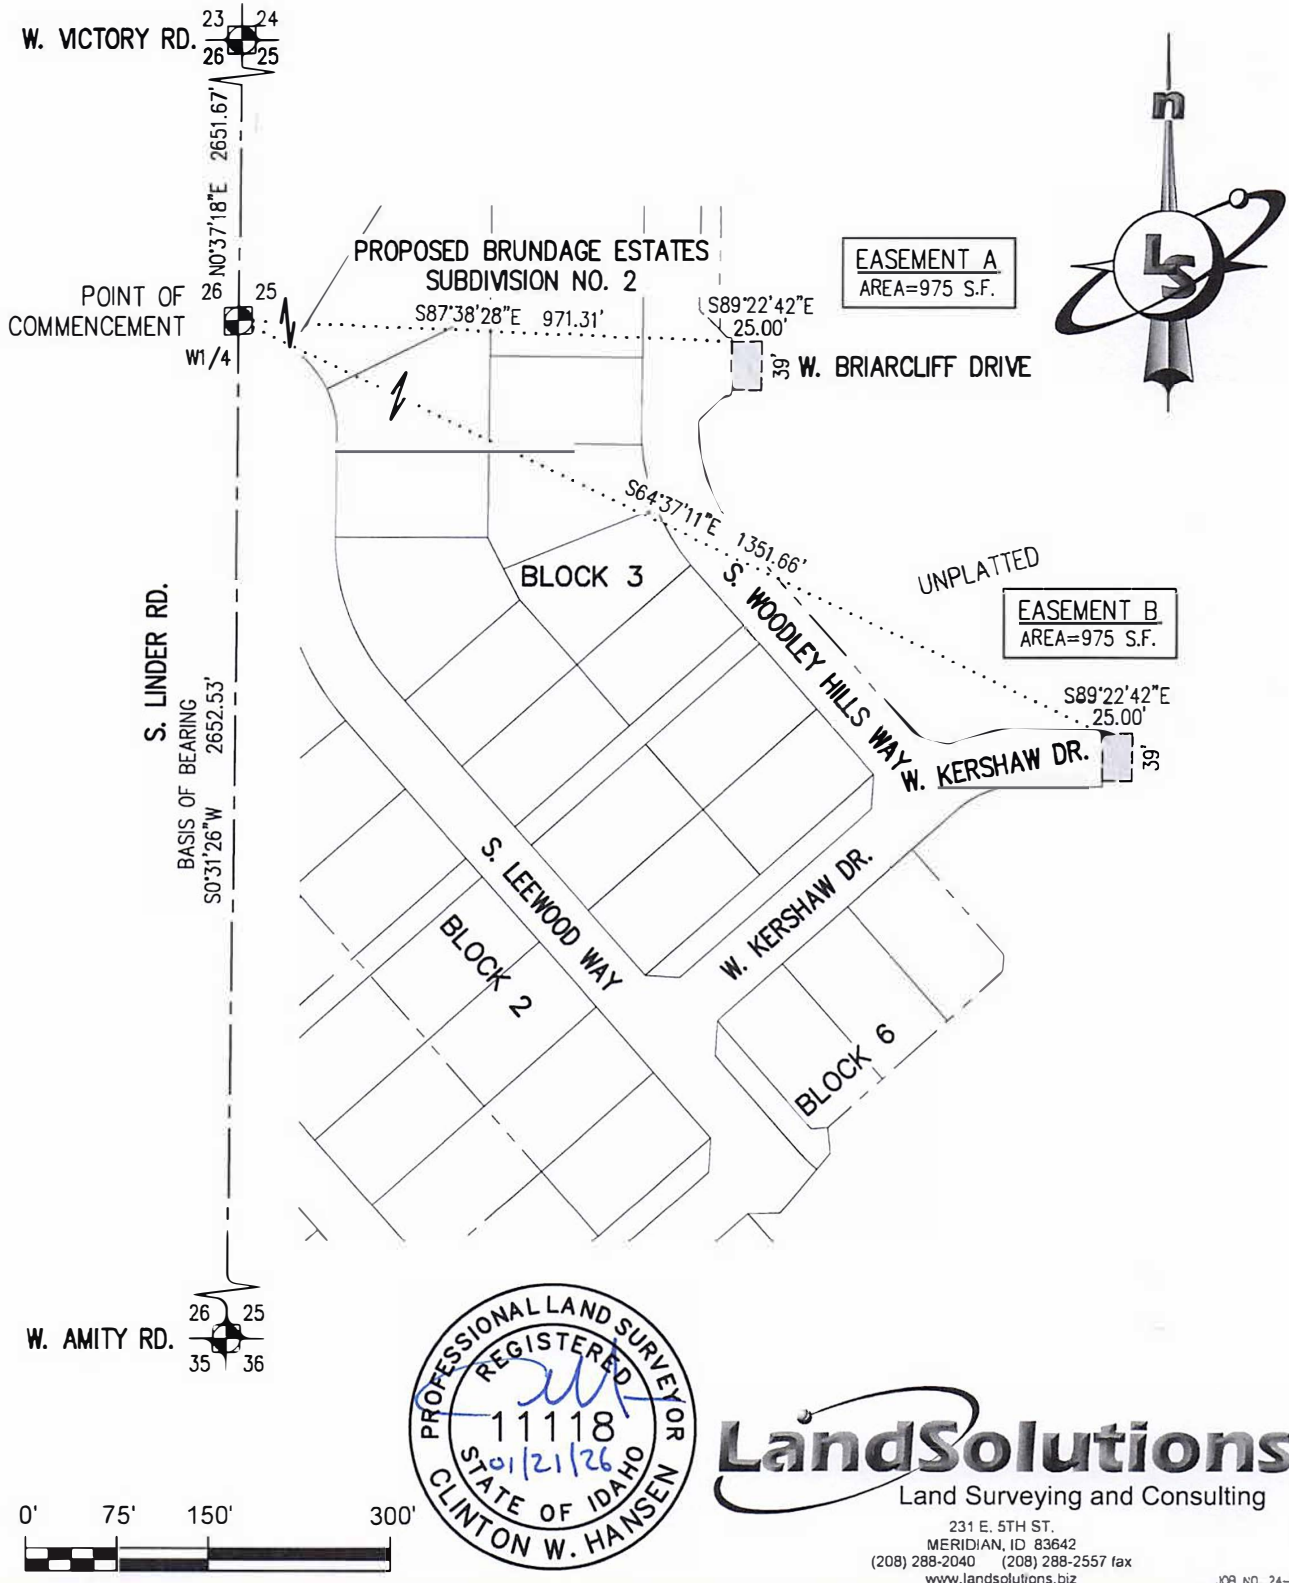 23 24
W. VICTORY RD.
26 25
N0°37'18"E 2651.67'
n
LS
PROPOSED BRUNDAGE ESTATES
SUBDIVISION NO. 2
EASEMENT A
AREA=975 S.F.
POINT OF
COMMENCEMENT
26 25
W1/4
S87°38'28"E 971.31'
S89°22'42"E
25.00'
39'
W. BRIARCLIFF DRIVE
S64°37'11"E 1351.66'
UNPLATTED
BLOCK 3
S. WOODLEY HILLS WAY
EASEMENT B
AREA=975 S.F.
S. LINDER RD.
BASIS OF BEARING
S0°31'26"W 2652.53'
S89°22'42"E
25.00'
39'
W. KERSHAW DR.
S. LEEWOOD WAY
W. KERSHAW DR.
BLOCK 2
BLOCK 6
26 25
W. AMITY RD.
35 36
PROFESSIONAL LAND SURVEYOR
REGISTERED
11118
01/21/26
STATE OF IDAHO
CLINTON W. HANSEN
LandSolutions
Land Surveying and Consulting
231 E. 5TH ST.
MERIDIAN, ID 83642
(208) 288-2040 (208) 288-2557 fax
www.landsolutions.biz
JOB NO. 24-
0' 75' 150' 300'